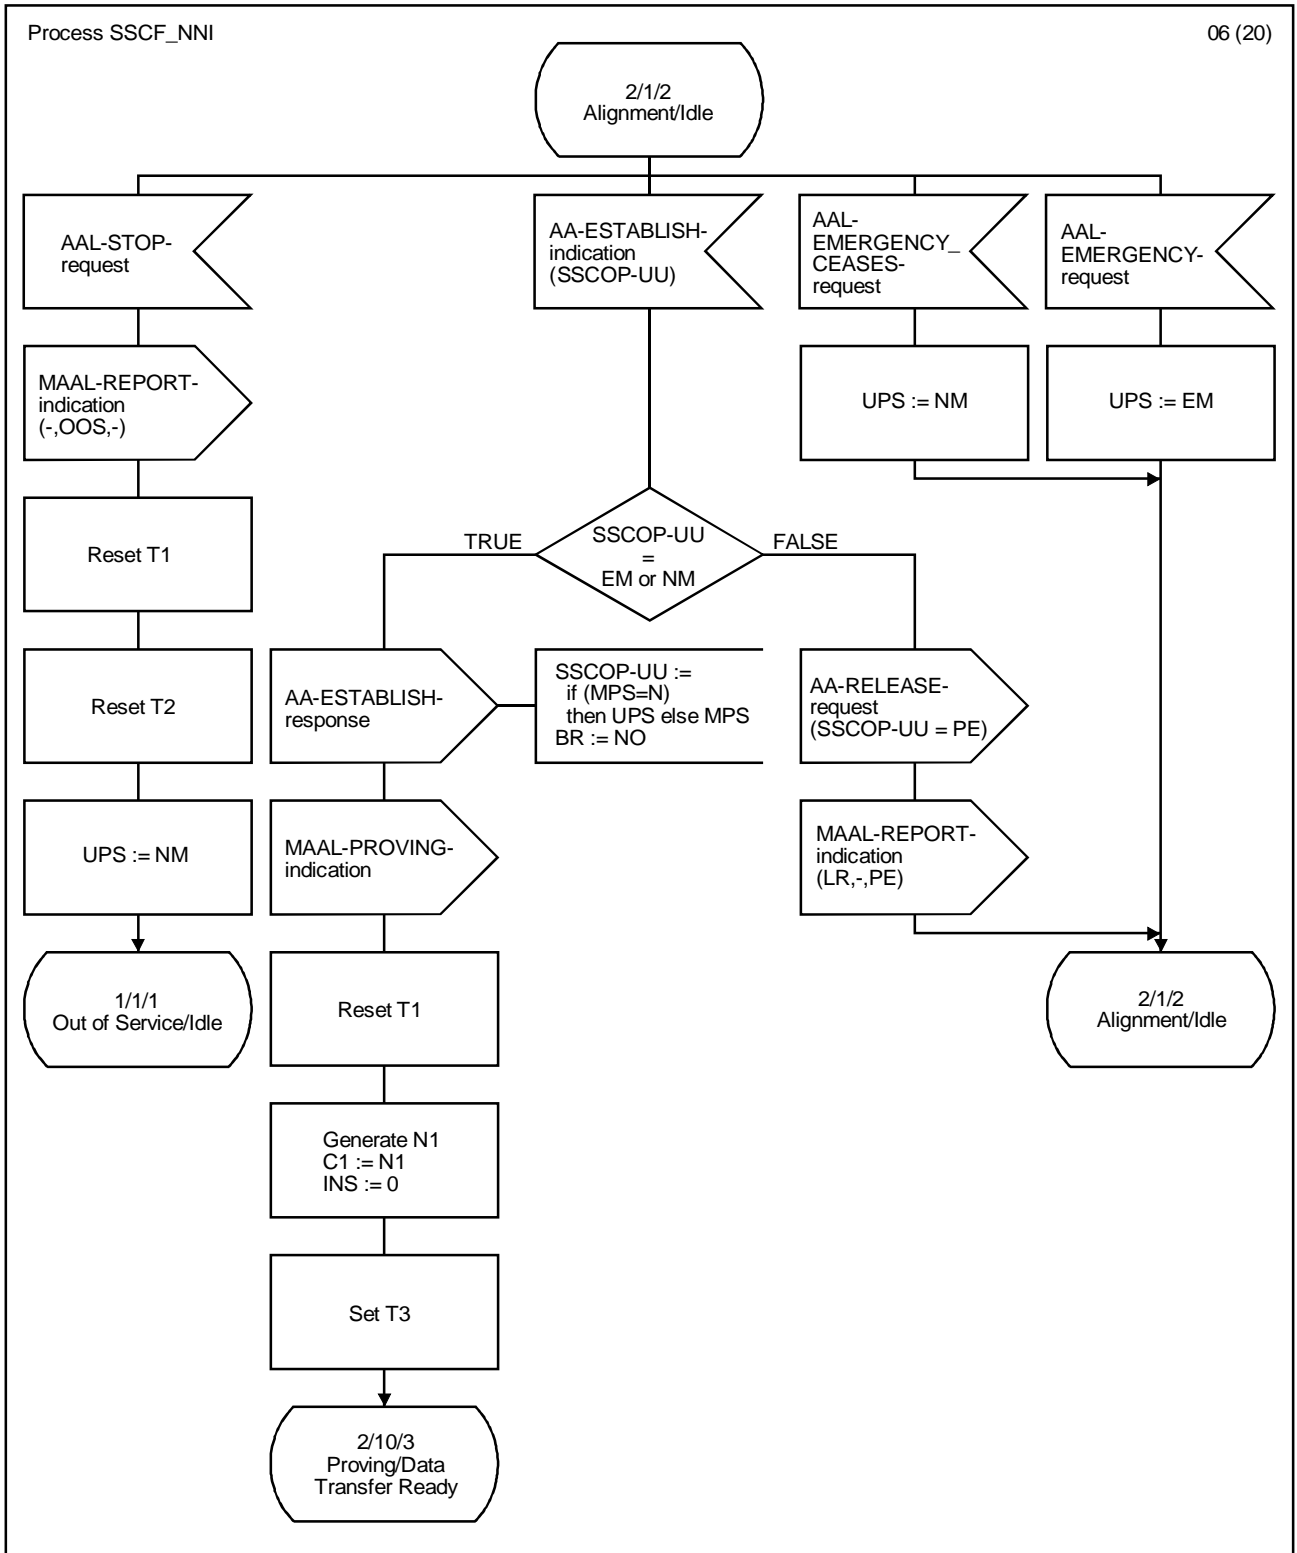 Process SSCF_NNI
06 (20)
2/1/2
Alignment/Idle
AAL-STOP-
request
AA-ESTABLISH-
indication
(SSCOP-UU)
AAL-
EMERGENCY_
CEASES-
request
AAL-
EMERGENCY-
request
MAAL-REPORT-
indication
(-,OOS,-)
UPS := NM
UPS := EM
Reset T1
TRUE
SSCOP-UU
=
EM or NM
FALSE
Reset T2
AA-ESTABLISH-
response
SSCOP-UU :=
if (MPS=N)
then UPS else MPS
BR := NO
AA-RELEASE-
request
(SSCOP-UU = PE)
UPS := NM
MAAL-PROVING-
indication
MAAL-REPORT-
indication
(LR,-,PE)
1/1/1
Out of Service/Idle
Reset T1
2/1/2
Alignment/Idle
Generate N1
C1 := N1
INS := 0
Set T3
2/10/3
Proving/Data
Transfer Ready